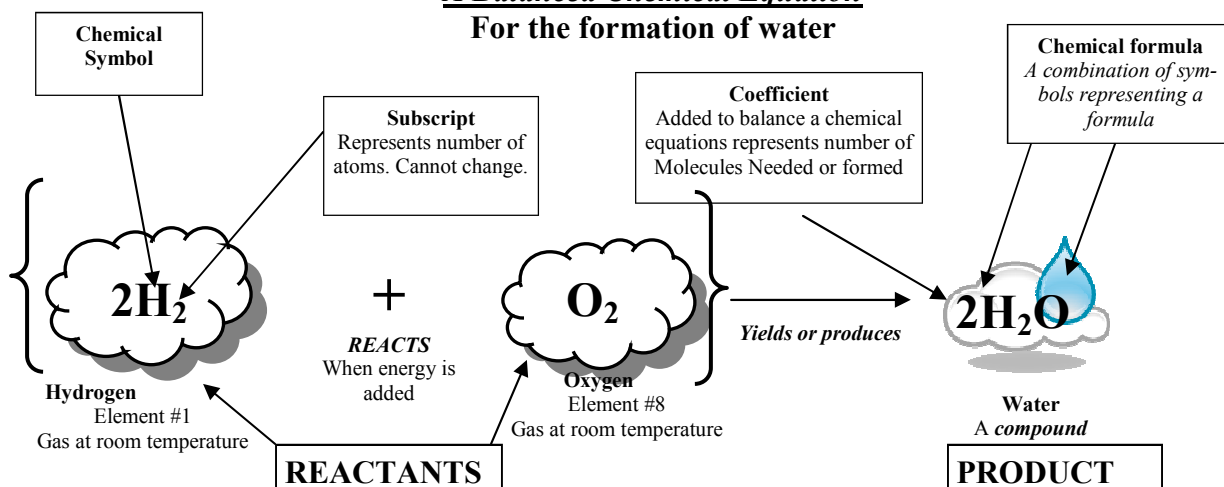 A Balanced Chemical Equation
For the formation of water
Chemical
Symbol
Subscript
Represents number of
atoms. Cannot change.
Coefficient
Added to balance a chemical
equations represents number of
Molecules Needed or formed
Chemical formula
A combination of sym-
bols representing a
formula
2H₂
+
O₂
2H₂O
REACTS
When energy is
added
Yields or produces
Hydrogen
Element #1
Gas at room temperature
Oxygen
Element #8
Gas at room temperature
Water
A compound
REACTANTS
PRODUCT